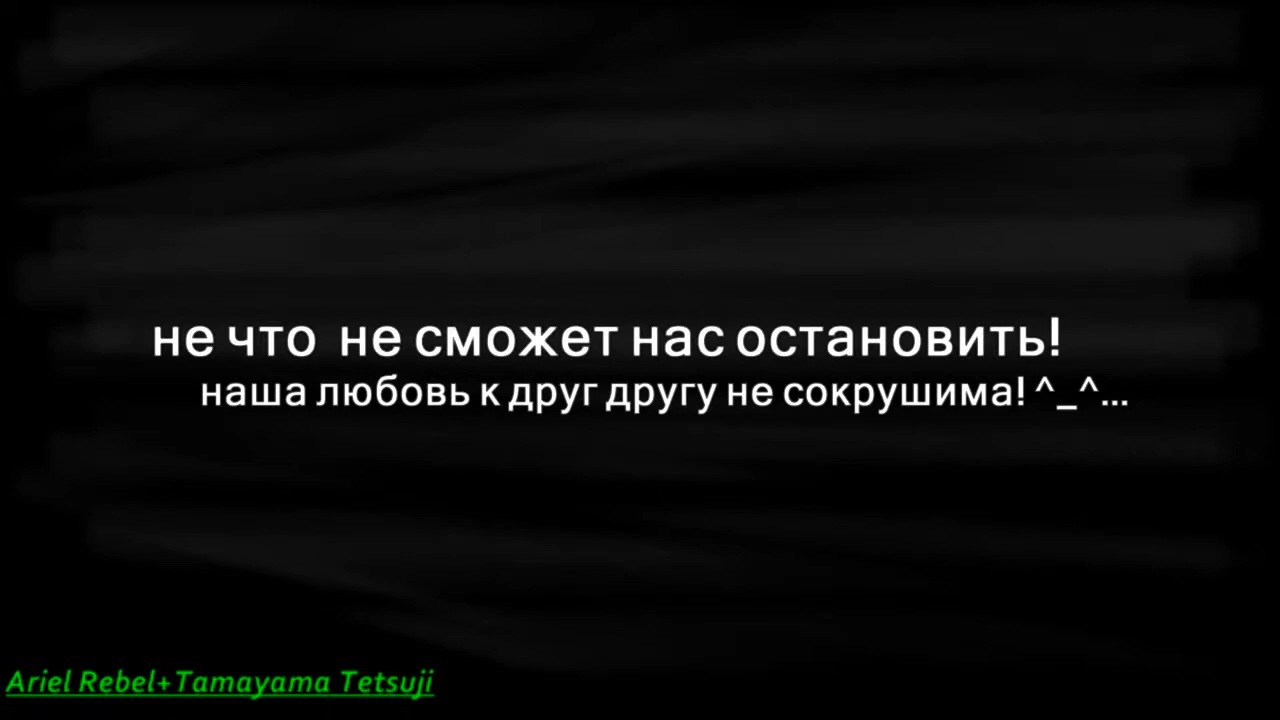 не что не сможет нас остановить!
наша любовь к друг другу не сокрушима! ^_^...
Ariel Rebel+Tamayama Tetsuji